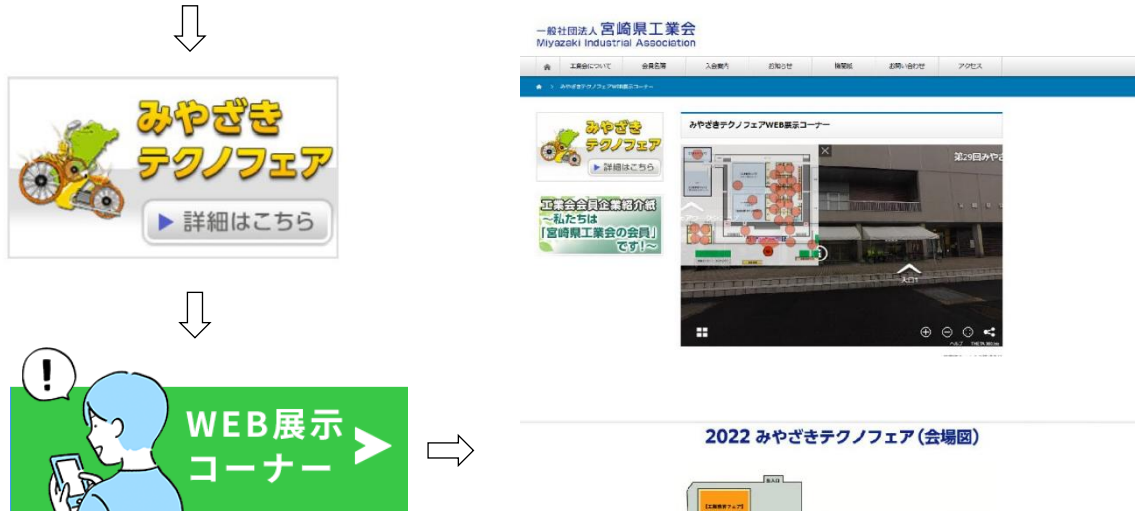 みやざき
テクノフェア
詳細はこちら
!
WEB展示
コーナー
一般社団法人 宮崎県工業会
Miyazaki Industrial Association
工業会について
会員名簿
入会案内
お知らせ
機関紙
お問い合わせ
アクセス
みやざきテクノフェアWEB展示コーナー
みやざき
テクノフェア
詳細はこちら
工業会会員企業紹介紙
～私たちは
「宮崎県工業会の会員」
です!～
みやざきテクノフェアWEB展示コーナー
第29回みやざ
入口1
ヘルプ
2022 みやざきテクノフェア(会場図)